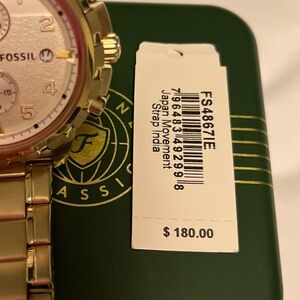 FOSSIL
FS4867IE
7 96483 49299 8
Japan Movement
Strap India
$ 180.00